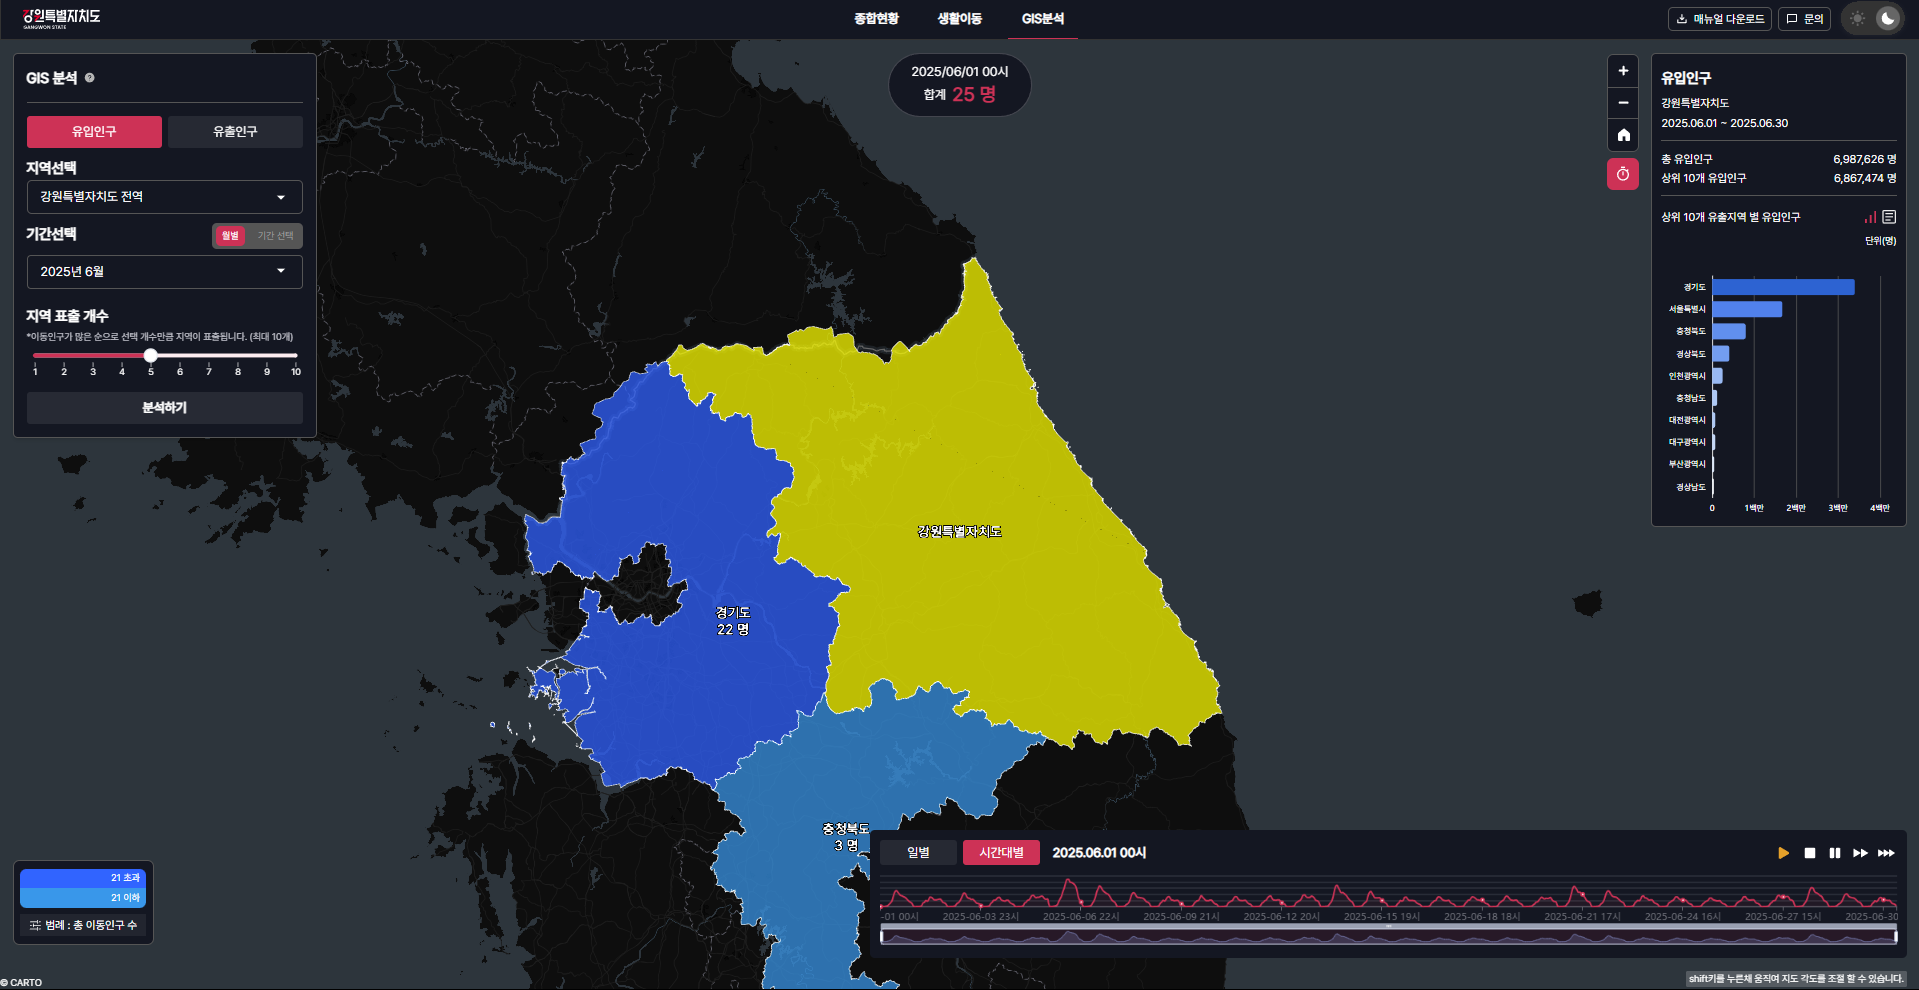 강원특별자치도
GANGWON STATE
종합현황
생활이동
GIS분석
매뉴얼 다운로드
문의
GIS 분석
유입인구
유출인구
지역선택
강원특별자치도 전역
기간선택
월별
기간 선택
2025년 6월
지역 표출 개수
*이동인구가 많은 순으로 선택 개수만큼 지역이 표출됩니다. (최대 10개)
1 2 3 4 5 6 7 8 9 10
분석하기
2025/06/01 00시
합계 25 명
강원특별자치도
경기도
22 명
충청북도
3 명
유입인구
강원특별자치도
2025.06.01 ~ 2025.06.30
총 유입인구 6,987,626 명
상위 10개 유입인구 6,867,474 명
상위 10개 유출지역 별 유입인구
단위(명)
경기도
서울특별시
충청북도
경상북도
인천광역시
충청남도
대전광역시
대구광역시
부산광역시
경상남도
0 1백만 2백만 3백만 4백만
21 초과
21 이하
범례 : 총 이동인구 수
일별
시간대별
2025.06.01 00시
-01 00시 2025-06-03 23시 2025-06-06 22시 2025-06-09 21시 2025-06-12 20시 2025-06-15 19시 2025-06-18 18시 2025-06-21 17시 2025-06-24 16시 2025-06-27 15시 2025-06-30
© CARTO
shift키를 누른채 움직여 지도 각도를 조절 할 수 있습니다.